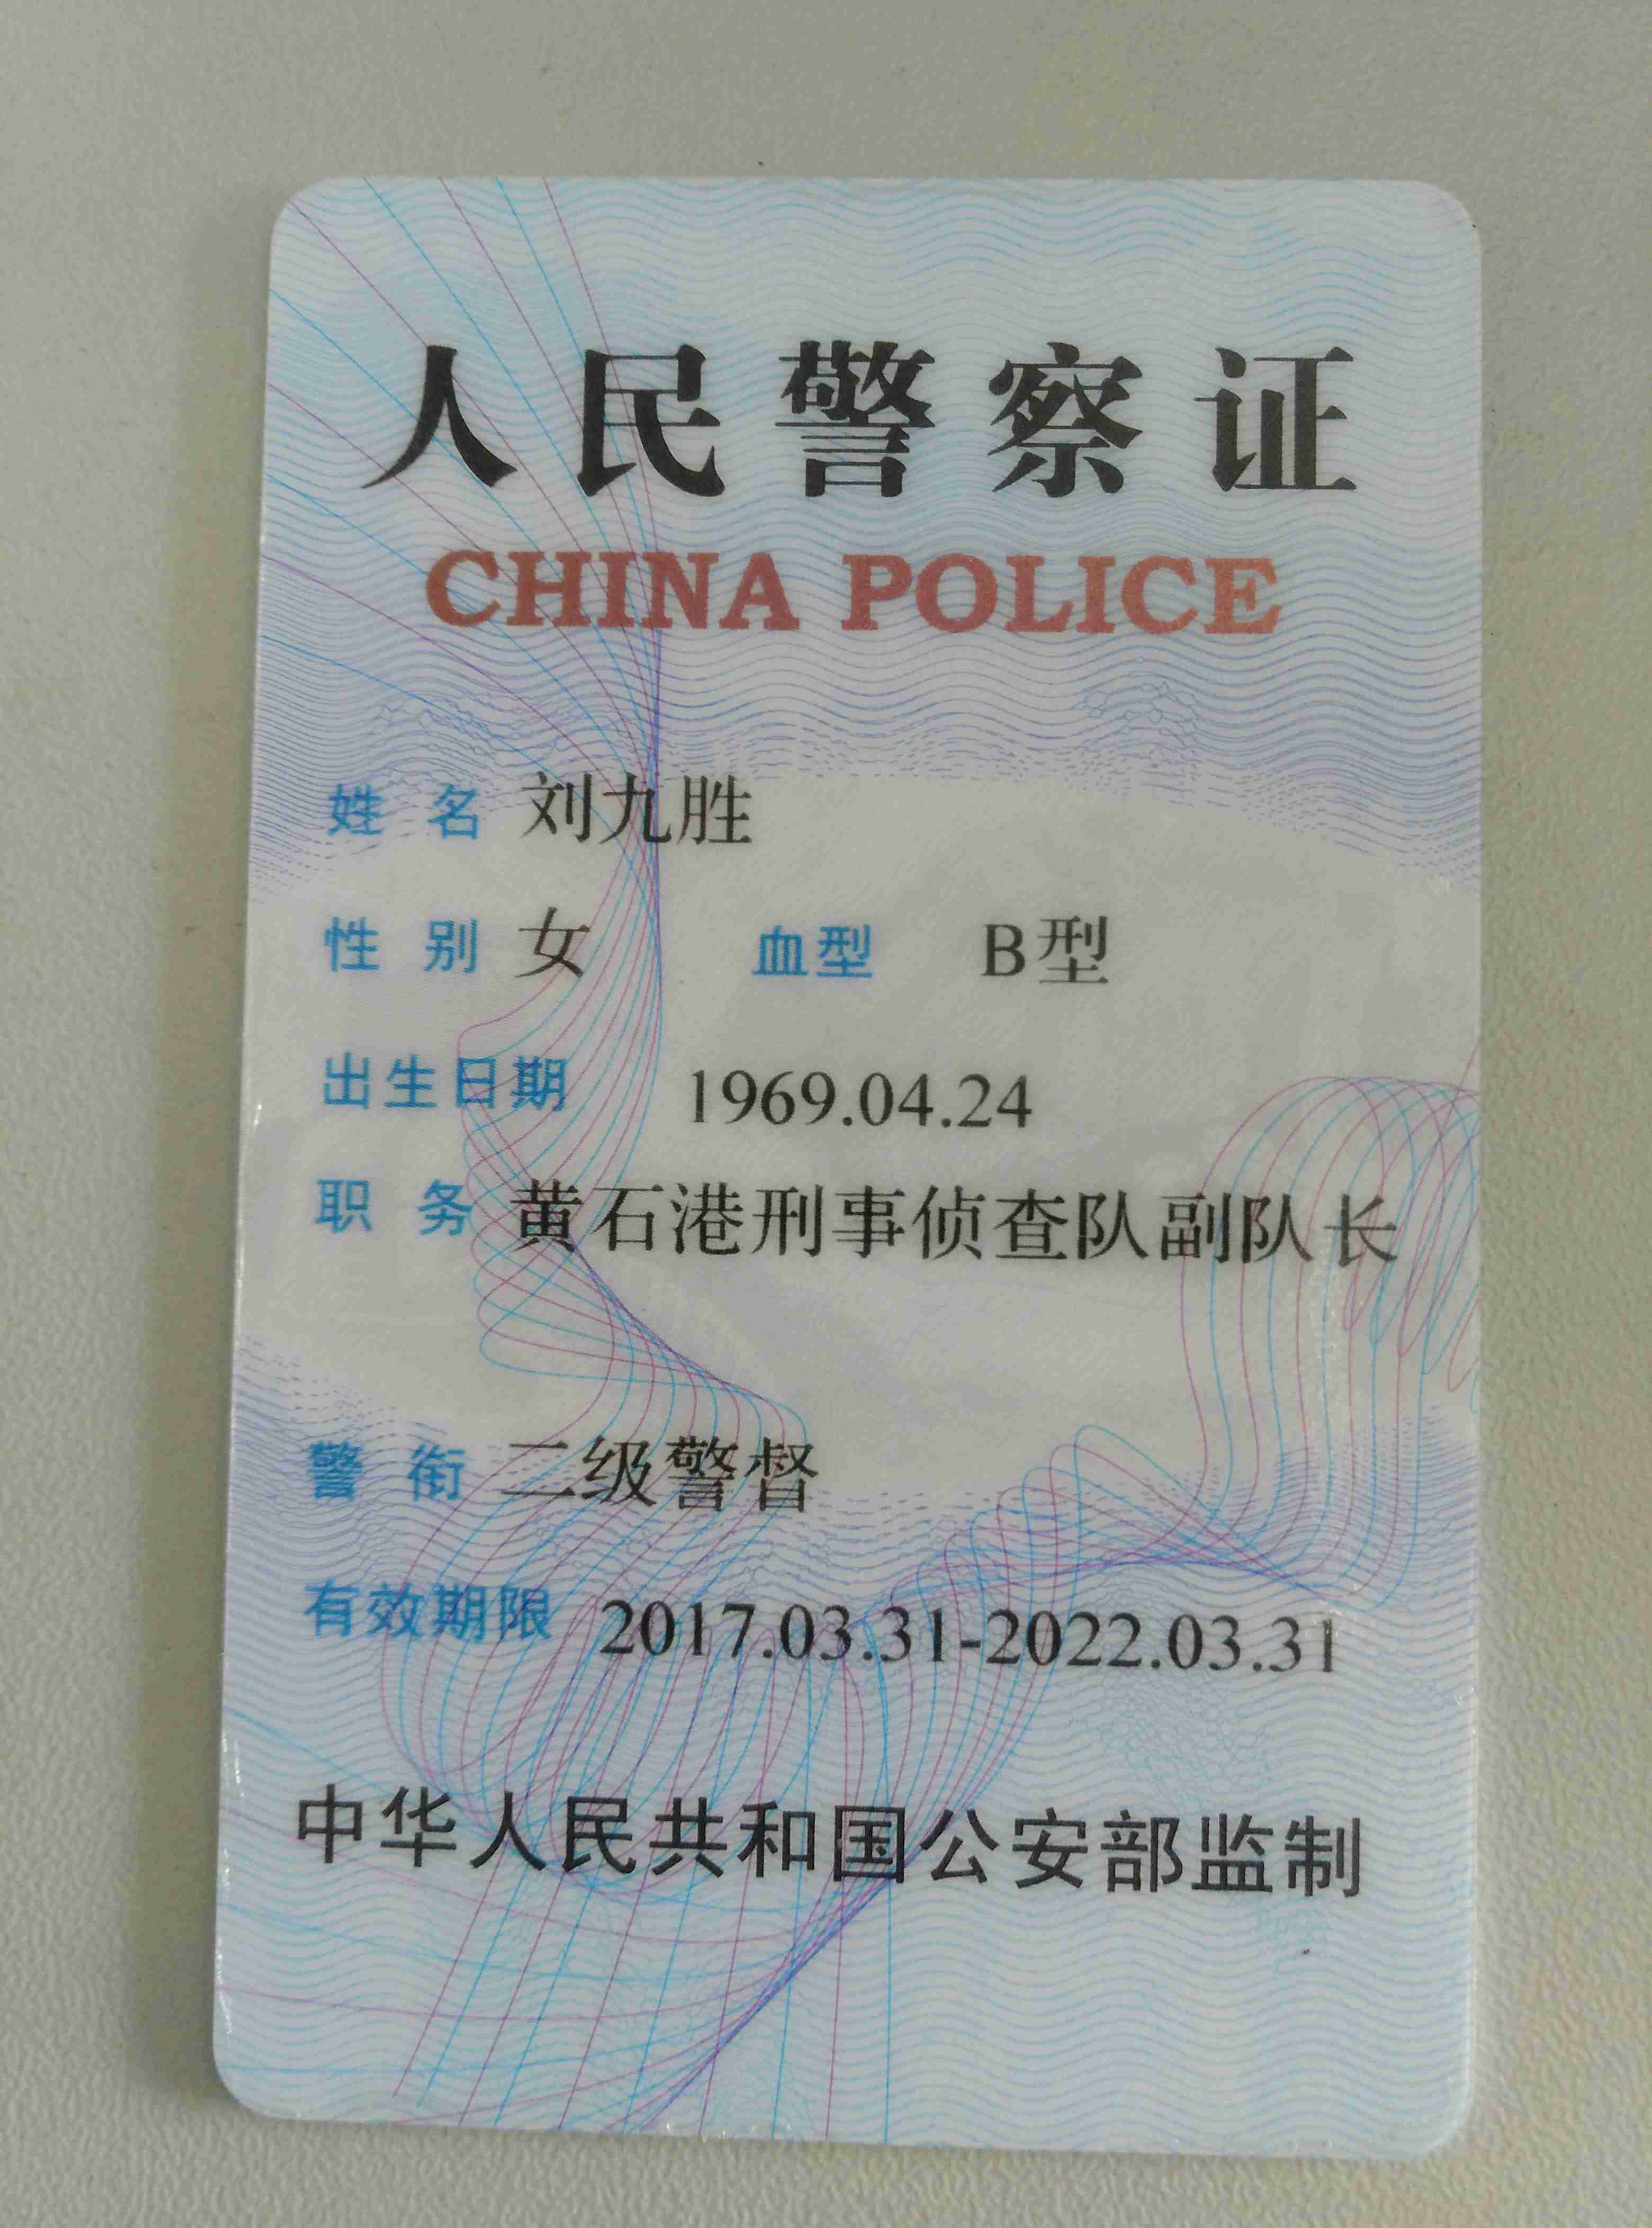 人民警察证
CHINA POLICE
姓名 刘九胜
性别 女 血型 B型
出生日期 1969.04.24
职务 黄石港刑事侦查队副队长
警衔 二级警督
有效期限 2017.03.31-2022.03.31
中华人民共和国公安部监制